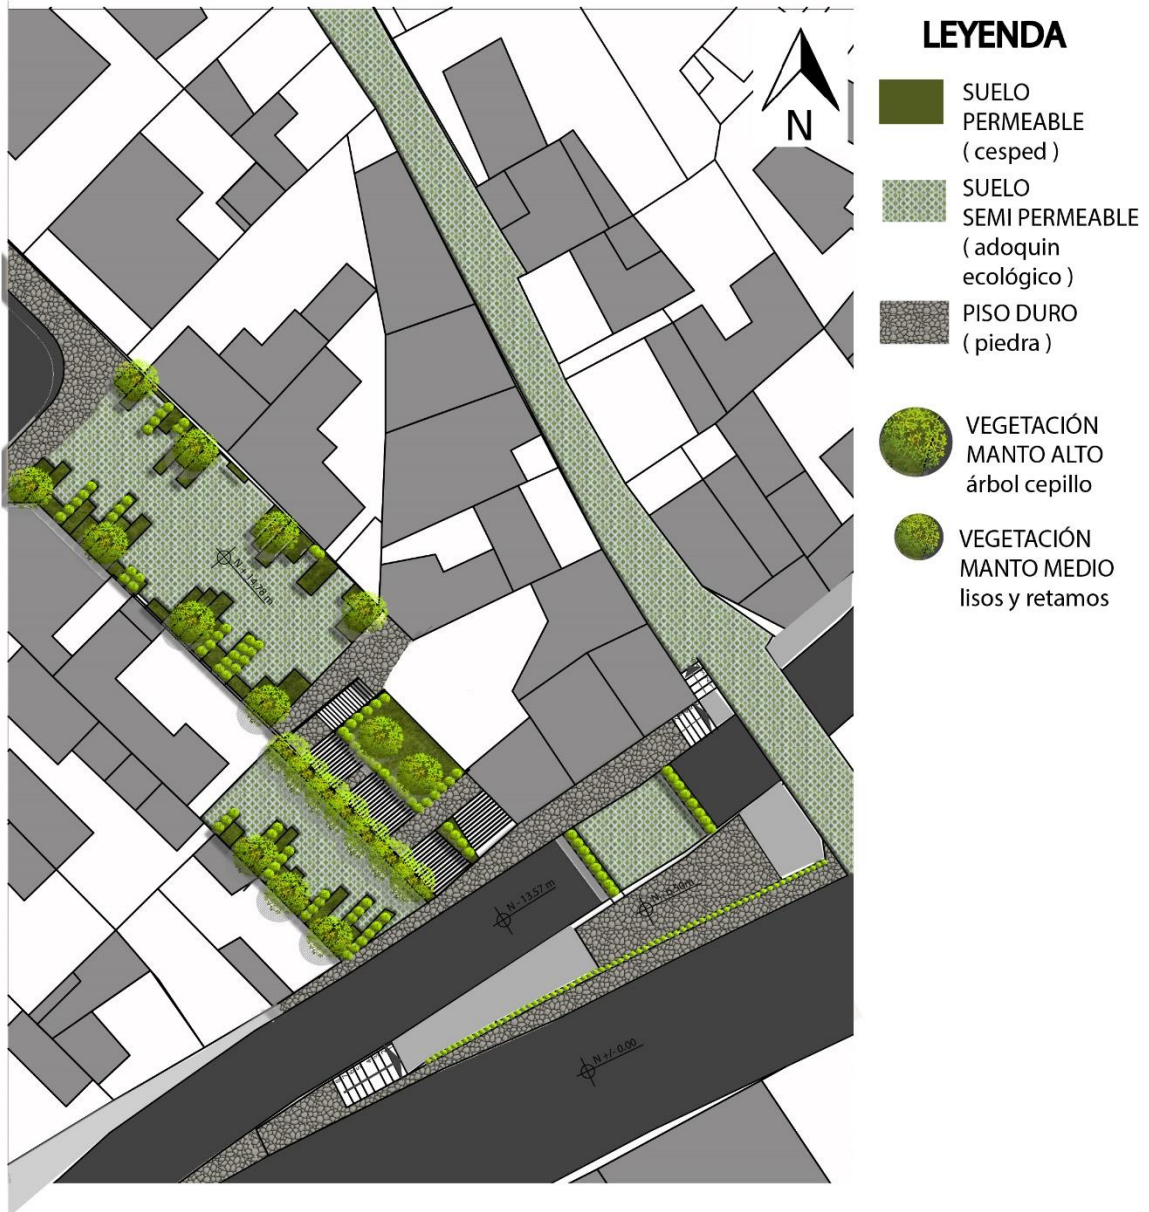 N
LEYENDA
SUELO
PERMEABLE
( cesped )
SUELO
SEMI PERMEABLE
( adoquin
ecológico )
PISO DURO
( piedra )
VEGETACIÓN
MANTO ALTO
árbol cepillo
VEGETACIÓN
MANTO MEDIO
lisos y retamos
N - 13.57 m
N +/- 0.00